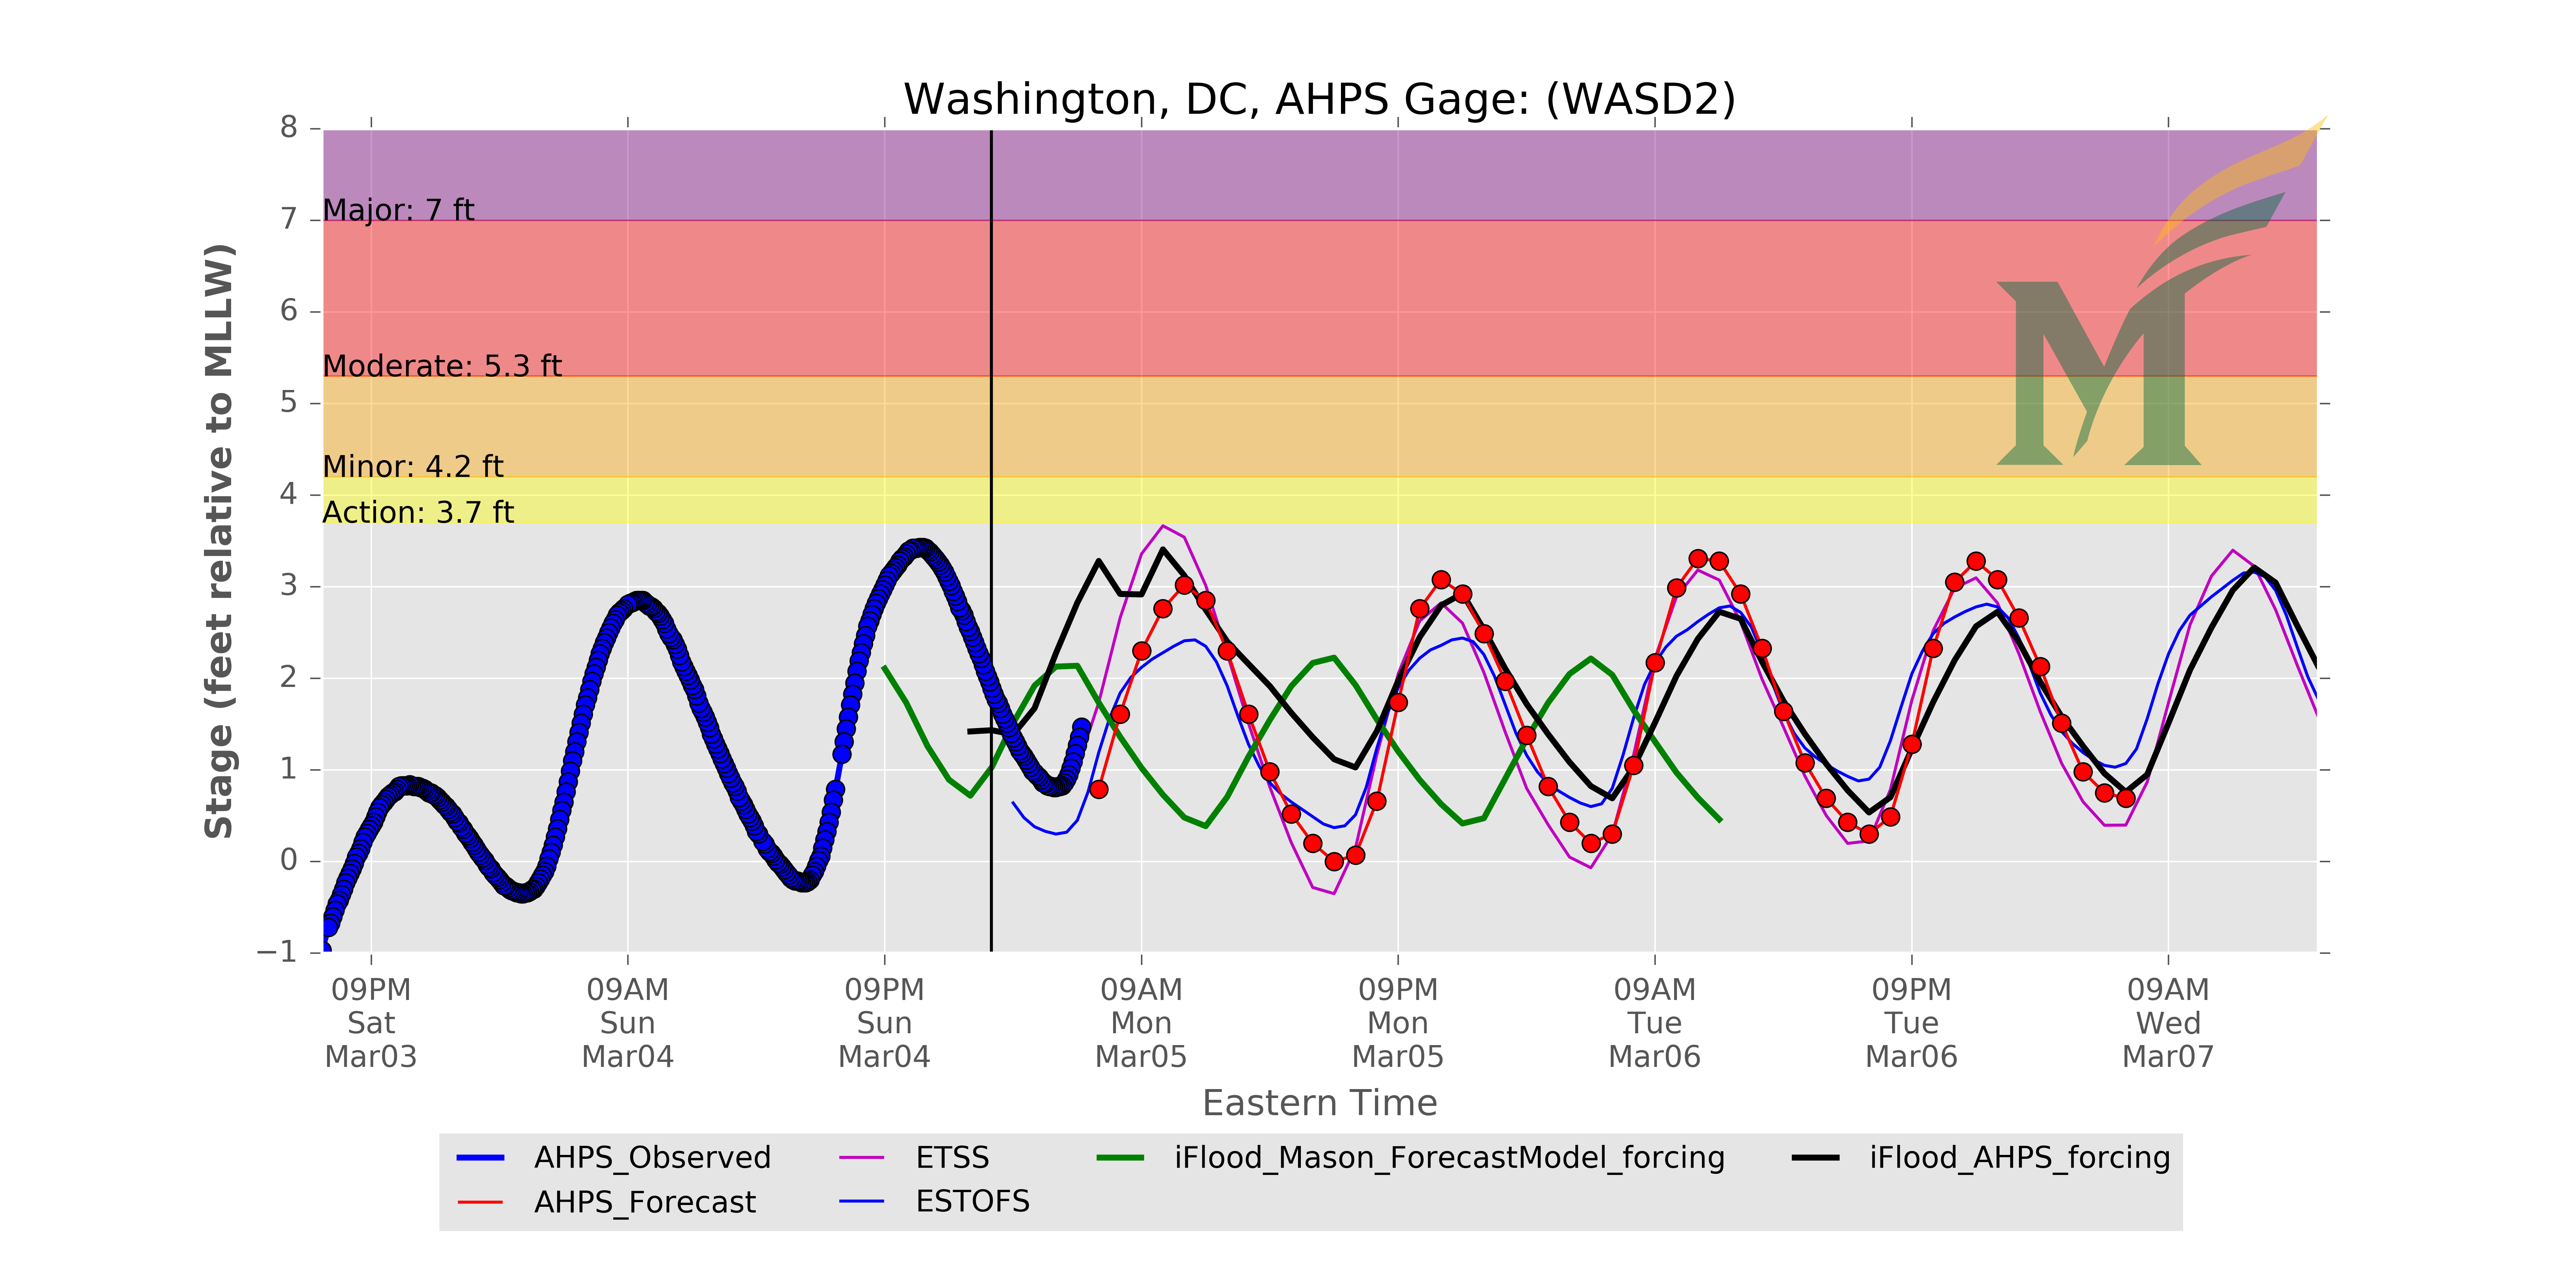 Washington, DC, AHPS Gage: (WASD2)
Stage (feet relative to MLLW)
8
7
6
5
4
3
2
1
0
−1
Major: 7 ft
Moderate: 5.3 ft
Minor: 4.2 ft
Action: 3.7 ft
09PM 09AM 09PM 09AM 09PM 09AM 09PM 09AM
Sat Sun Sun Mon Mon Tue Tue Wed
Mar03 Mar04 Mar04 Mar05 Mar05 Mar06 Mar06 Mar07
Eastern Time
AHPS_Observed ETSS iFlood_Mason_ForecastModel_forcing iFlood_AHPS_forcing
AHPS_Forecast ESTOFS
M